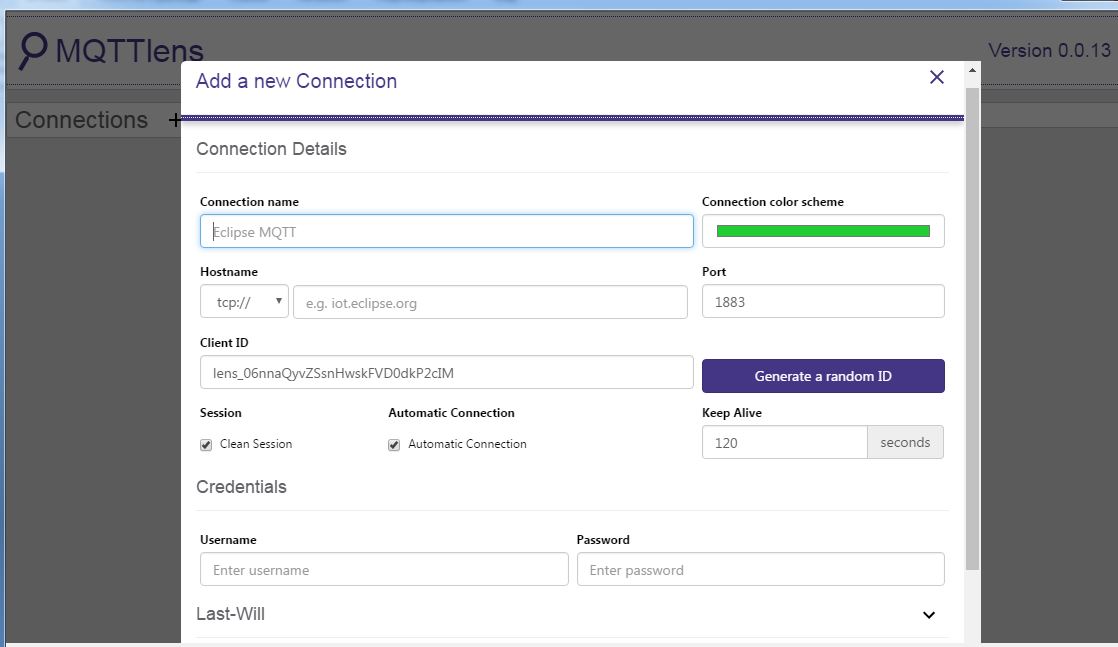 MQTTlens
Version 0.0.13
Connections +
Add a new Connection
Connection Details
Connection name
Connection color scheme
Eclipse MQTT
Hostname
Port
tcp://
e.g. iot.eclipse.org
1883
Client ID
lens_06nnaQyvZSsnHwskFVD0dkP2cIM
Generate a random ID
Session
Automatic Connection
Keep Alive
Clean Session
Automatic Connection
120
seconds
Credentials
Username
Password
Enter username
Enter password
Last-Will